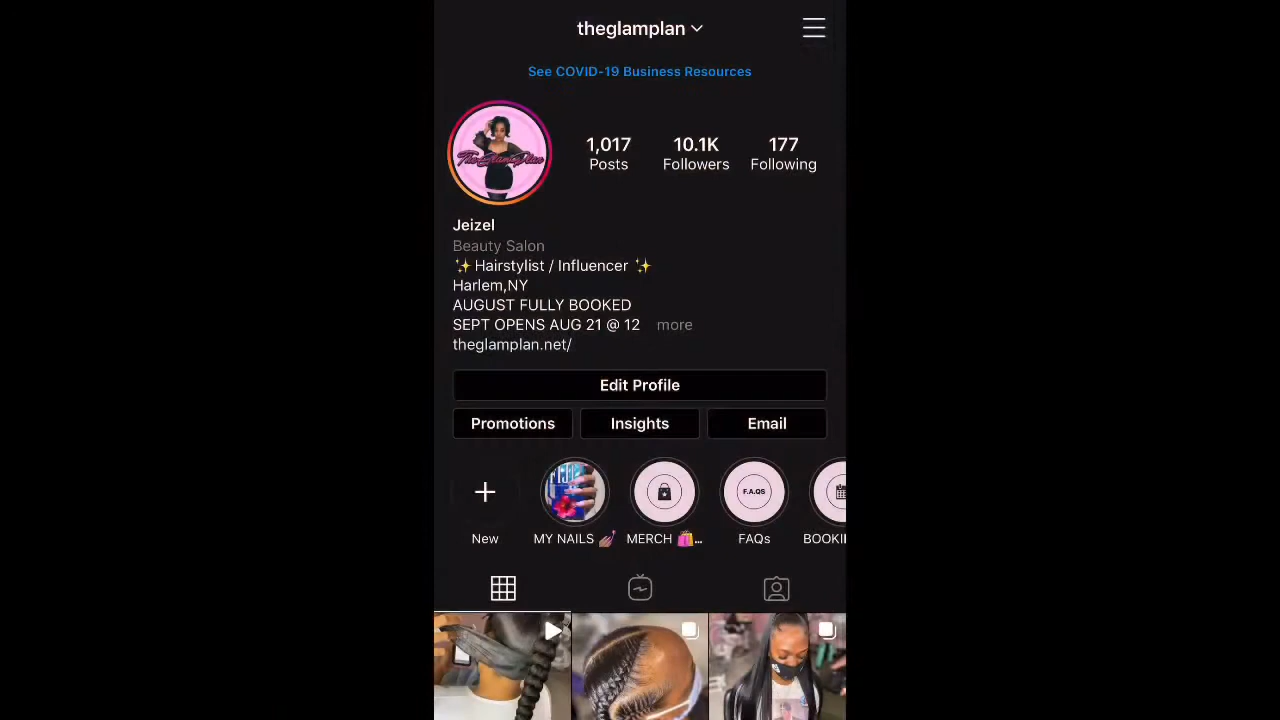 theglamplan
See COVID-19 Business Resources
TheGlamPlan
1,017 10.1K 177
Posts Followers Following
Jeizel
Beauty Salon
✨ Hairstylist / Influencer ✨
Harlem,NY
AUGUST FULLY BOOKED
SEPT OPENS AUG 21 @ 12 more
theglamplan.net/
Edit Profile
Promotions Insights Email
F.A.QS
New MY NAILS 💅🏽 MERCH 🛍️... FAQs BOOKI